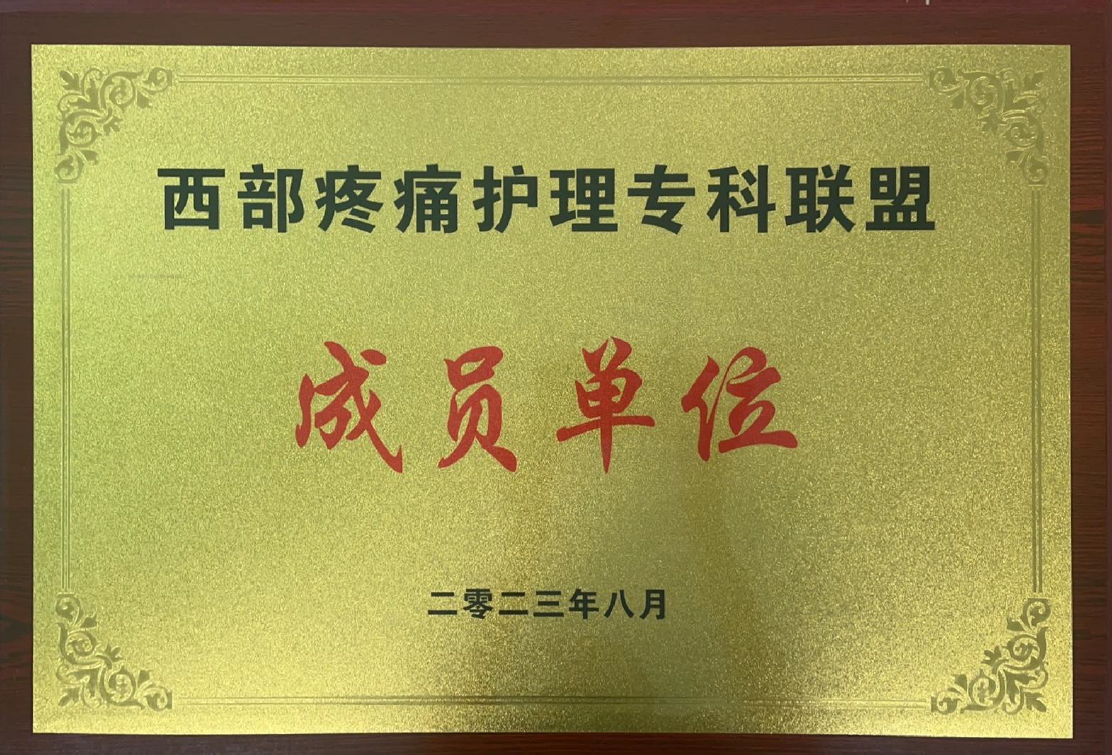 西部疼痛护理专科联盟
成员单位
二零二三年八月